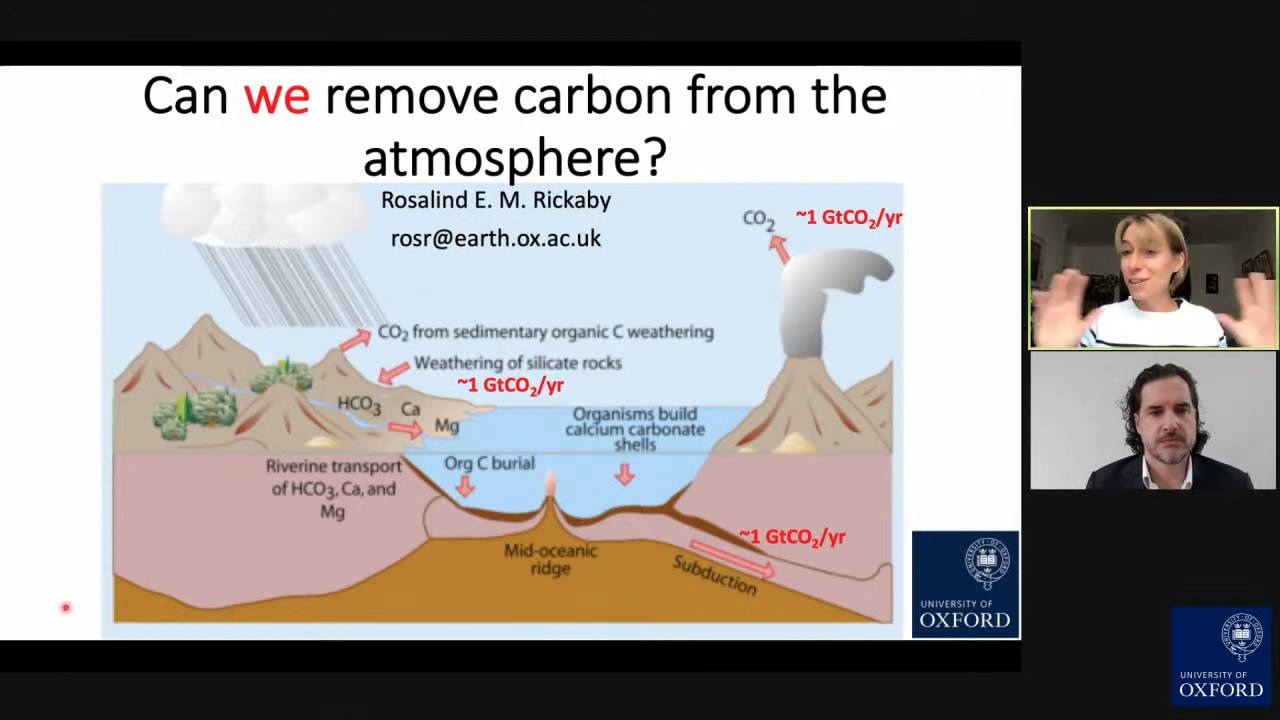 Can we remove carbon from the
atmosphere?
Rosalind E. M. Rickaby
rosr@earth.ox.ac.uk
CO₂ ~1 GtCO₂/yr
CO₂ from sedimentary organic C weathering
Weathering of silicate rocks
~1 GtCO₂/yr
HCO₃ Ca
Mg
Organisms build
calcium carbonate
shells
Riverine transport
of HCO₃, Ca, and
Mg
Org C burial
Mid-oceanic
ridge
~1 GtCO₂/yr
Subduction
UNIVERSITY OF
OXFORD
UNIVERSITY OF
OXFORD